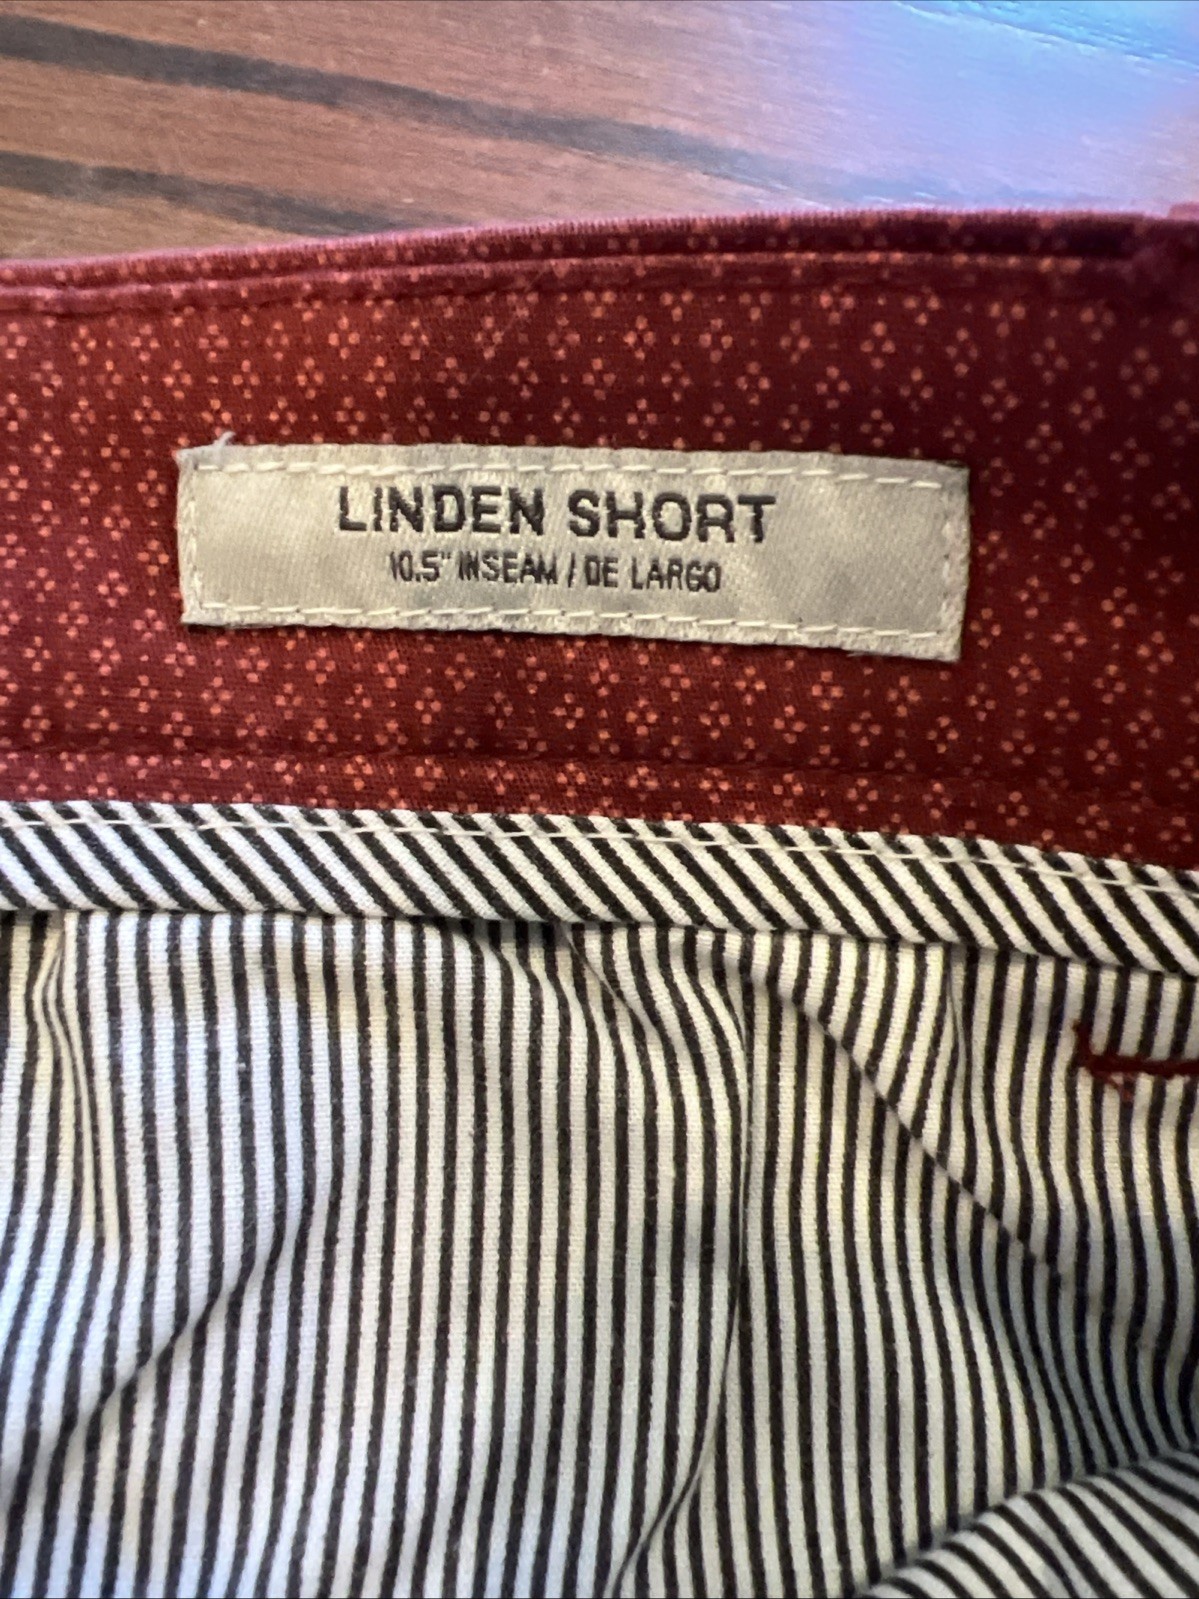 LINDEN SHORT
10.5" INSEAM / DE LARGO